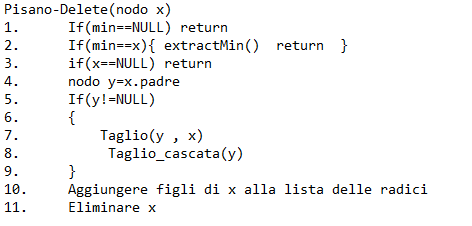 Pisano-Delete(nodo x)
1. If(min==NULL) return
2. If(min==x){ extractMin() return }
3. if(x==NULL) return
4. nodo y=x.padre
5. If(y!=NULL)
6. {
7. Taglio(y , x)
8. Taglio_cascata(y)
9. }
10. Aggiungere figli di x alla lista delle radici
11. Eliminare x